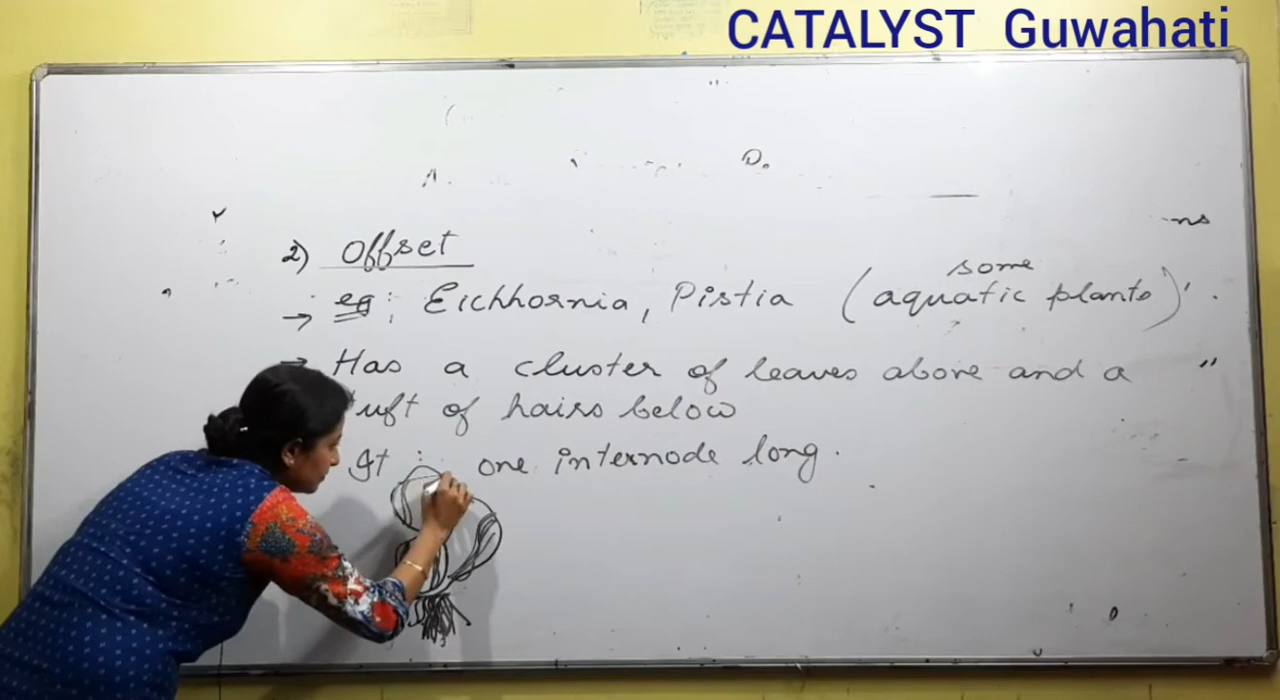 CATALYST Guwahati
ns
2) Offset
some
→ eg: Eichhornia, Pistia (aquatic plants)
→ Has a cluster of leaves above and a
tuft of hairs below
It one internode long.